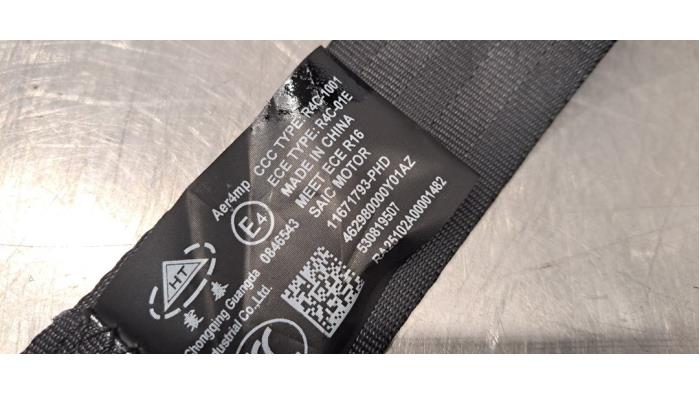 CCC TYPE: R4C-1001
ECE TYPE: R4C-01E
MADE IN CHINA
MEET ECE R16
SAIC MOTOR
11671793-PHD
462980000Y01AZ
530819507
25102A00001482
Aer4mp
E4
0846543
HT
Chongqing Guangda
Industrial Co.,Ltd.